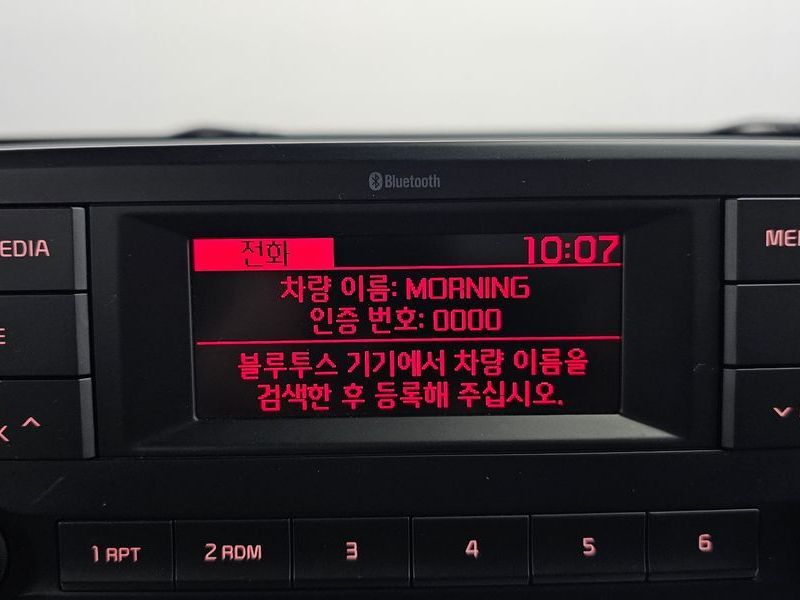 Bluetooth
EDIA
전화 10:07
차량 이름: MORNING
인증 번호: 0000
블루투스 기기에서 차량 이름을
검색한 후 등록해 주십시오.
1 RPT 2 RDM 3 4 5 6